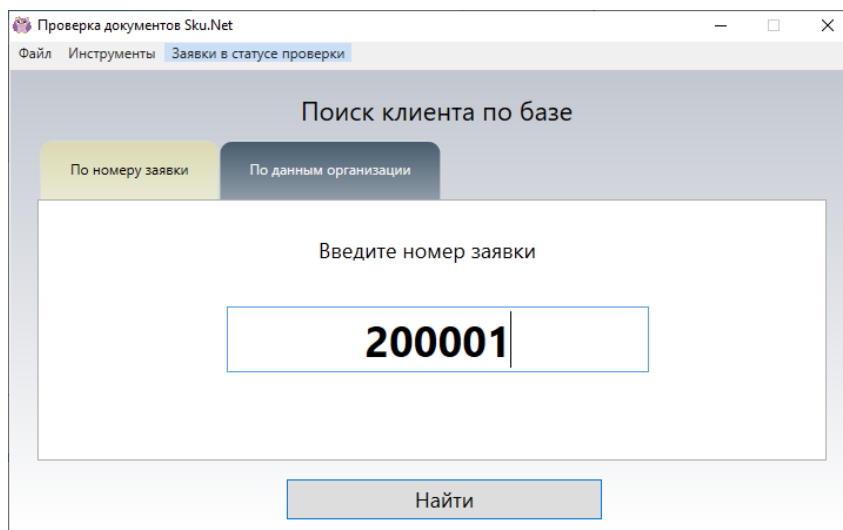 Проверка документов Sku.Net
Файл Инструменты Заявки в статусе проверки
Поиск клиента по базе
По номеру заявки По данным организации
Введите номер заявки
200001
Найти